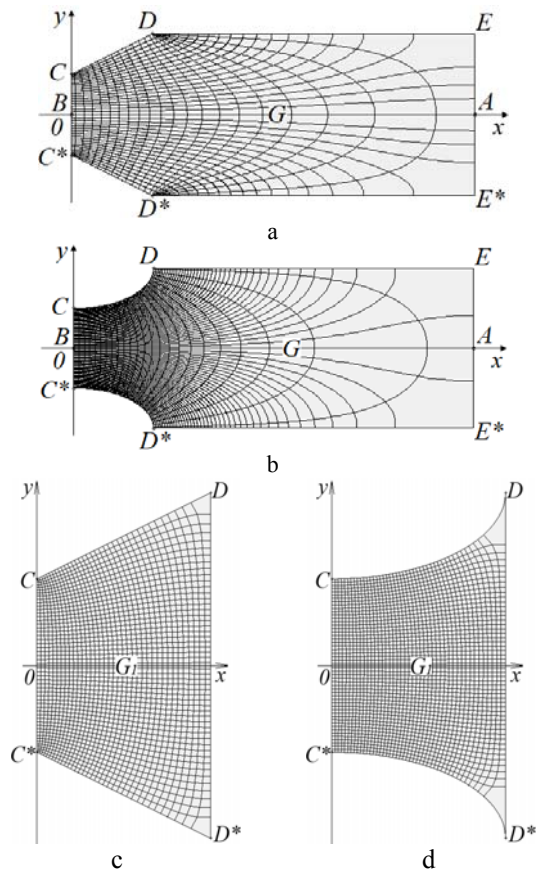 y D E
C
B G A
0 x
C*
D* E*
a
y D E
C
B G A
0 x
C*
D* E*
b
y D y D
C C
0 G₁ x 0 G₁ x
C* C*
D* D*
c d